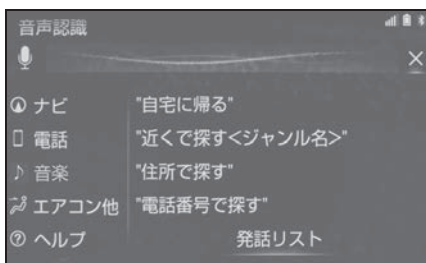 音声認識
ナビ
"自宅に帰る"
電話
"近くで探す<ジャンル名>"
音楽
"住所で探す"
エアコン他
"電話番号で探す"
ヘルプ
発話リスト